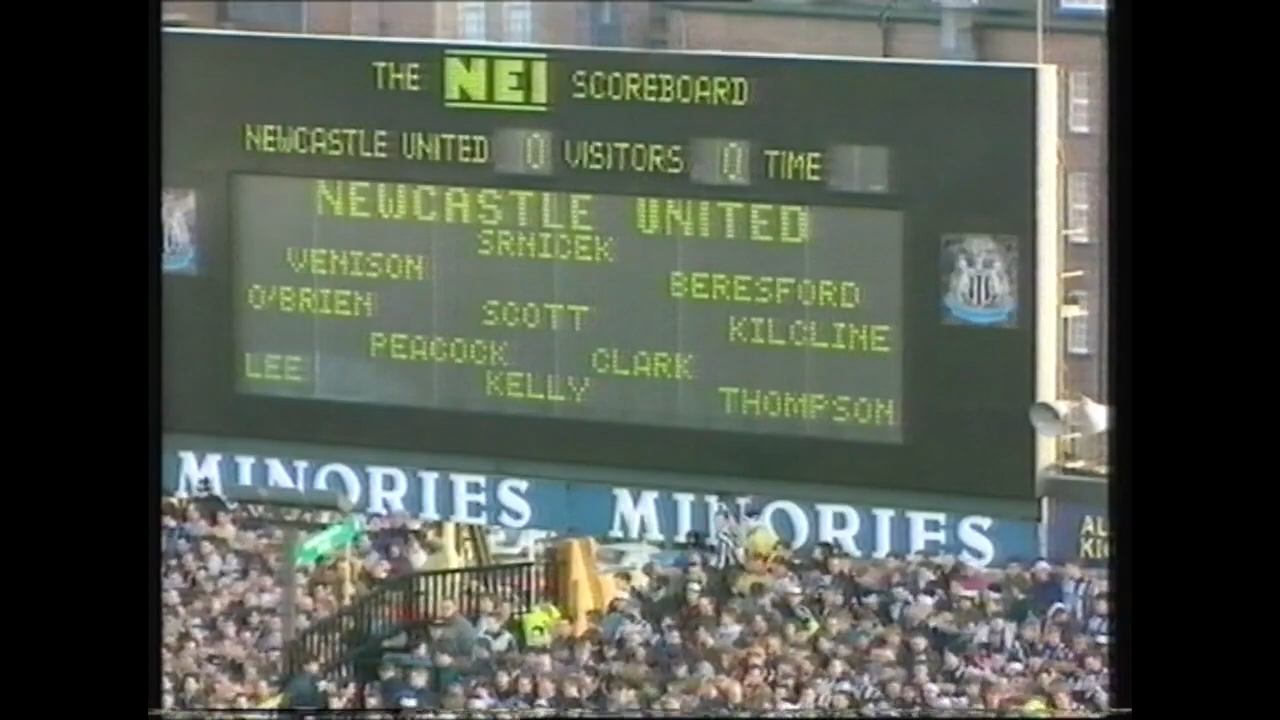 THE NEI SCOREBOARD
NEWCASTLE UNITED 0 VISITORS 0 TIME
NEWCASTLE UNITED
SRNICEK
VENISON BERESFORD
O'BRIEN SCOTT KILCLINE
PEACOCK CLARK
LEE KELLY THOMPSON
MINORIES MINORIES